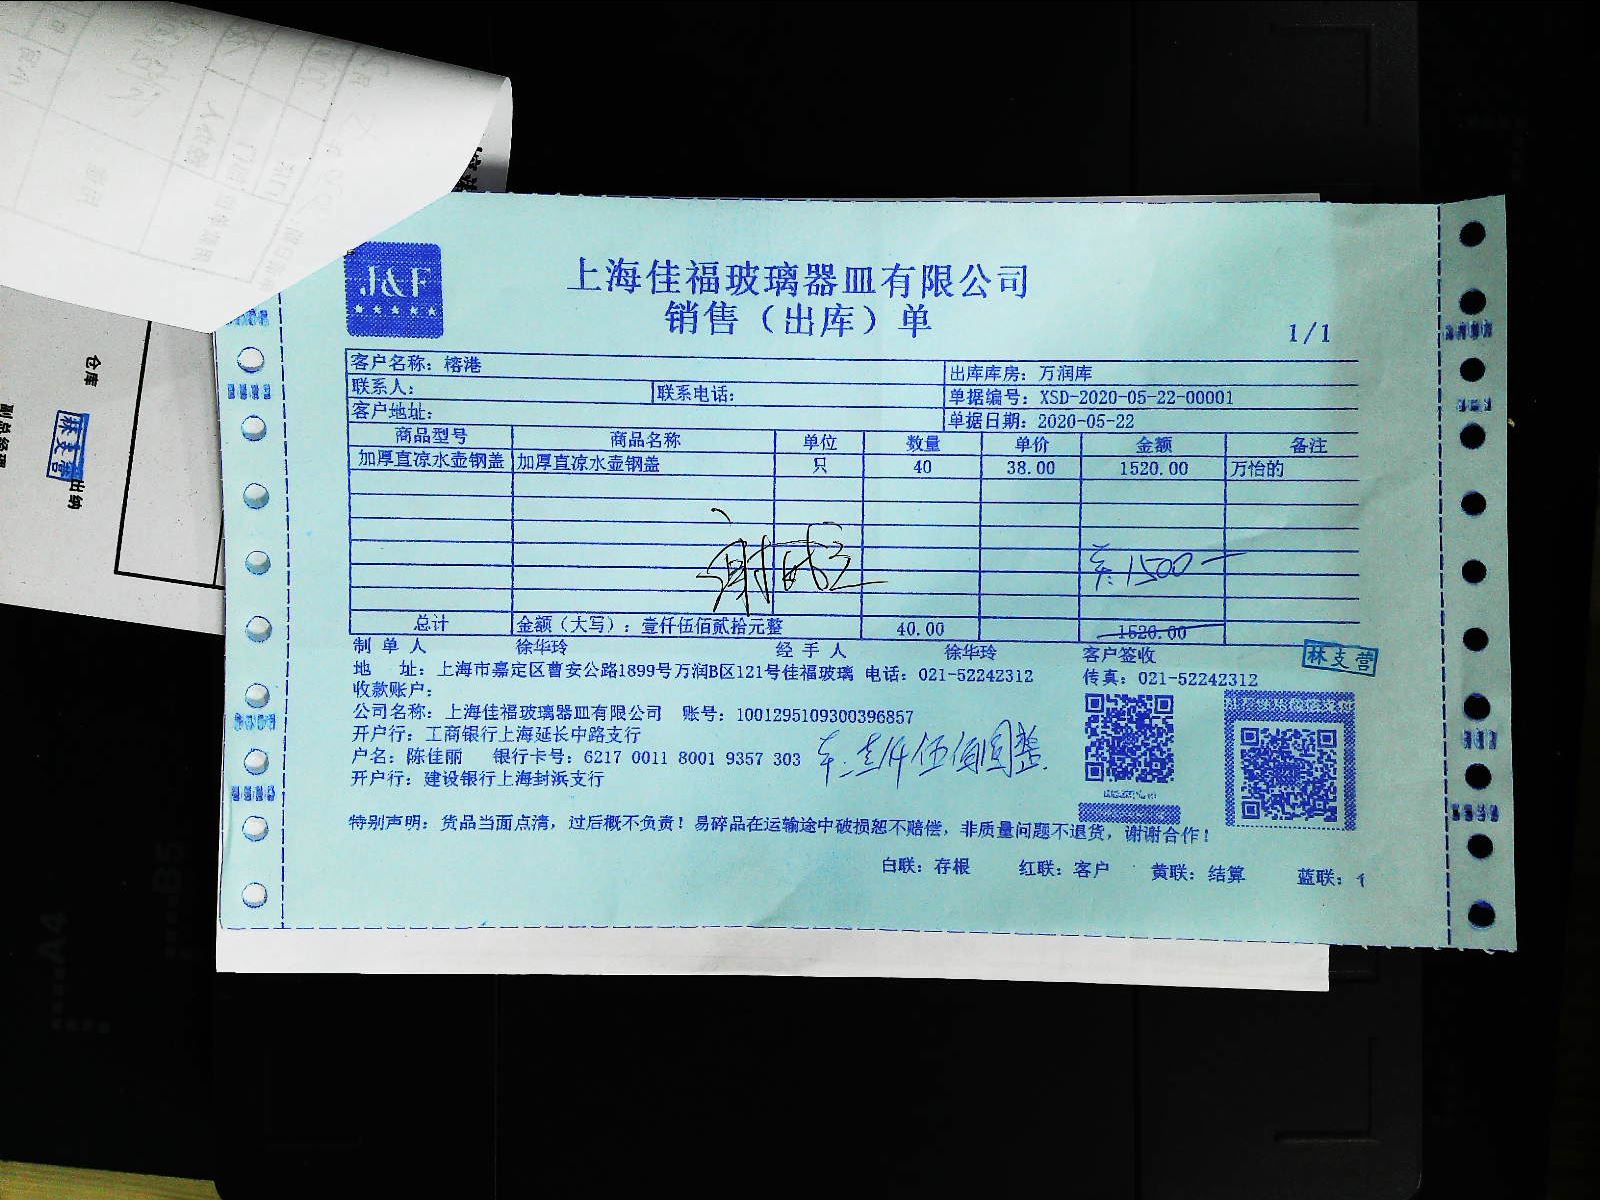 J&F
上海佳福玻璃器皿有限公司
销售（出库）单
1/1
客户名称：榕港
出库库房：万润库
联系人：
联系电话：
单据编号：XSD-2020-05-22-00001
客户地址：
单据日期：2020-05-22
商品型号 商品名称 单位 数量 单价 金额 备注
加厚直凉水壶钢盖 加厚直凉水壶钢盖 只 40 38.00 1520.00 万怡的
1500
总计 金额（大写）：壹仟伍佰贰拾元整 40.00 1520.00
制单人 徐华玲 经手人 徐华玲 客户签收
林支营
地 址：上海市嘉定区曹安公路1899号万润B区121号佳福玻璃 电话：021-52242312 传真：021-52242312
收款账户：
公司名称：上海佳福玻璃器皿有限公司 账号：1001295109300396857
开户行：工商银行上海延长中路支行
户名：陈佳丽 银行卡号：6217 0011 8001 9357 303
壹仟伍佰圆整
开户行：建设银行上海封浜支行
特别声明：货品当面点清，过后概不负责！易碎品在运输途中破损恕不赔偿，非质量问题不退货，谢谢合作！
白联：存根 红联：客户 黄联：结算 蓝联：
仓库
林支营
出纳
副总经理
A4
B5